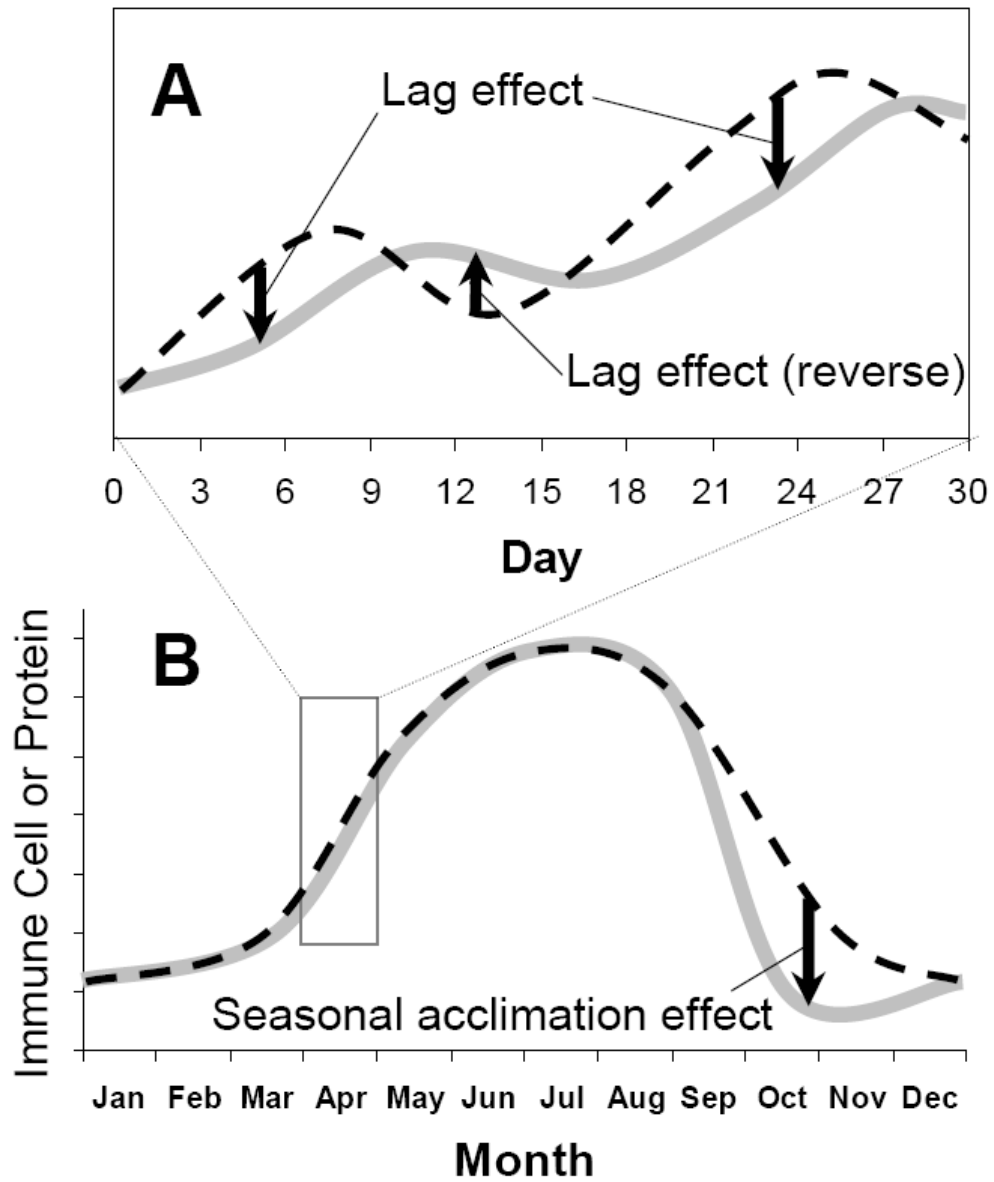 A
Lag effect
Lag effect (reverse)
0 3 6 9 12 15 18 21 24 27 30
Day
B
Immune Cell or Protein
Seasonal acclimation effect
Jan Feb Mar Apr May Jun Jul Aug Sep Oct Nov Dec
Month